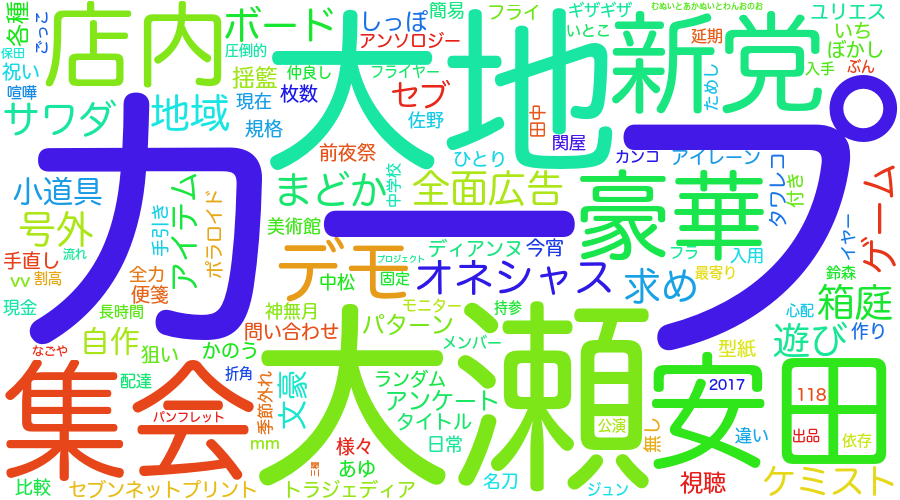 各種
ごっこ
店内
ボード
しっぽ
簡易
フライ
ギザギザ
むぬいとあかぬいとわんおのお
ユリエス
保田
圧倒的
アンソロジー
いとこ
新党
延期
いち
ぼかし
祝い
揺籃
仲良し
フライヤー
大地
ためし
入手
ぶん
喧嘩
サワダ
地域
現在
枚数
セブ
佐野
田中
規格
関屋
カープ
前夜祭
ひとり
カンコ
アイレーン
タワレコ
付き
小道具
手引き
アイテム
ポラロイド
まどか
中学校
全面広告
豪華
ゲーム
号外
美術館
ディアンヌ
今宵
フラ
入用
イヤー
手直し
流れ
デモ
プロジェクト
オネシャス
求め
最寄り
鈴森
vv
割高
全力
便箋
中松
固定
箱庭
現金
長時間
神無月
モニター
持参
心配
自作
狙い
かのう
問い合わせ
パターン
メンバー
型紙
遊び
作り
なごや
集会
配達
折角
文豪
季節外れ
大瀬
ランダム
アンケート
タイトル
安田
2017
118
パンフレット
mm
様々
日常
公演
無し
違い
出品
依存
比較
セブンネットプリント
あゆ
トラジェディア
名刀
ジュン
視聴
ケミスト